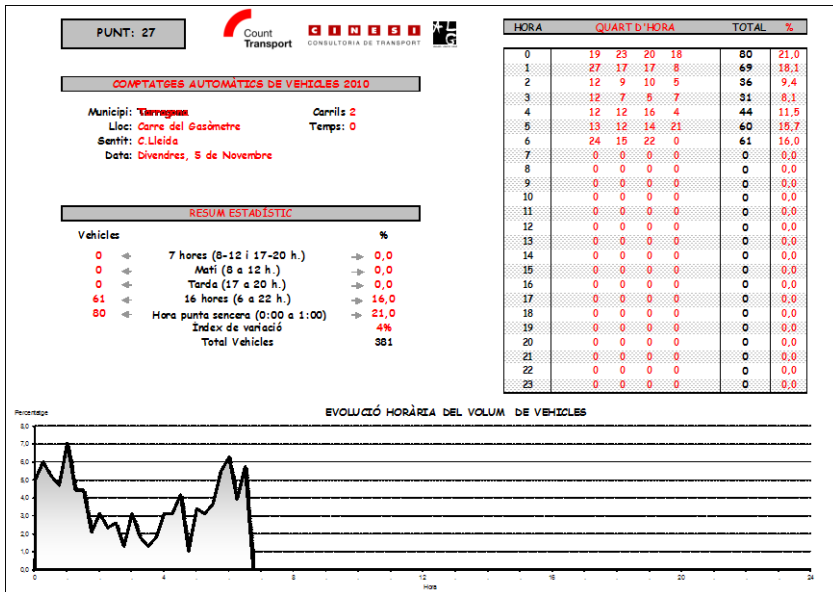 PUNT: 27
Count
Transport
CINESI
CONSULTORIA DE TRANSPORT
COMPTATGES AUTOMÀTICS DE VEHICLES 2010
Municipi: Carrils 2
Lloc: Carre del Gasòmetre Temps: 0
Sentit: C.Lleida
Data: Divendres, 5 de Novembre
RESUM ESTADÍSTIC
Vehicles %
0 7 hores (8-12 i 17-20 h.) 0,0
0 Matí (8 a 12 h.) 0,0
0 Tarda (17 a 20 h.) 0,0
61 16 hores (6 a 22 h.) 16,0
80 Hora punta sencera (0:00 a 1:00) 21,0
Índex de variació 4%
Total Vehicles 381
HORA QUART D'HORA TOTAL %
0 19 23 20 18 80 21,0
1 27 17 17 8 69 18,1
2 12 9 10 5 36 9,4
3 12 7 5 7 31 8,1
4 12 12 16 4 44 11,5
5 13 12 14 21 60 15,7
6 24 15 22 0 61 16,0
7 0 0 0 0 0 0,0
8 0 0 0 0 0 0,0
9 0 0 0 0 0 0,0
10 0 0 0 0 0 0,0
11 0 0 0 0 0 0,0
12 0 0 0 0 0 0,0
13 0 0 0 0 0 0,0
14 0 0 0 0 0 0,0
15 0 0 0 0 0 0,0
16 0 0 0 0 0 0,0
17 0 0 0 0 0 0,0
18 0 0 0 0 0 0,0
19 0 0 0 0 0 0,0
20 0 0 0 0 0 0,0
21 0 0 0 0 0 0,0
22 0 0 0 0 0 0,0
23 0 0 0 0 0 0,0
EVOLUCIÓ HORÀRIA DEL VOLUM DE VEHICLES
Percentatge
8,0
7,0
6,0
5,0
4,0
3,0
2,0
1,0
0,0
0 4 8 12 16 20 24
Hora